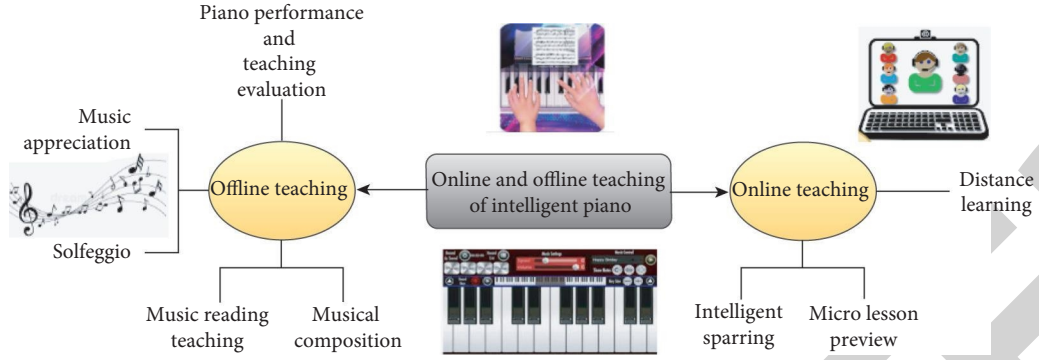 Piano performance
and
teaching
evaluation
Music
appreciation
Offline teaching
Solfeggio
Music reading
teaching
Musical
composition
Online and offline teaching
of intelligent piano
Online teaching
Distance
learning
Intelligent
sparring
Micro lesson
preview